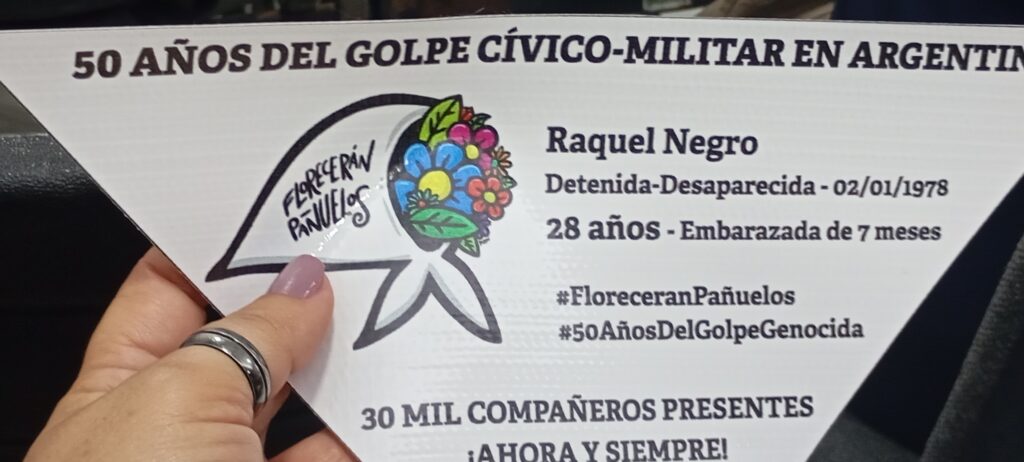 50 AÑOS DEL GOLPE CÍVICO-MILITAR EN ARGENTIN
FLORECERÁN
PAÑUELOS
Raquel Negro
Detenida-Desaparecida - 02/01/1978
28 años - Embarazada de 7 meses
#FloreceranPañuelos
#50AñosDelGolpeGenocida
30 MIL COMPAÑEROS PRESENTES
¡AHORA Y SIEMPRE!